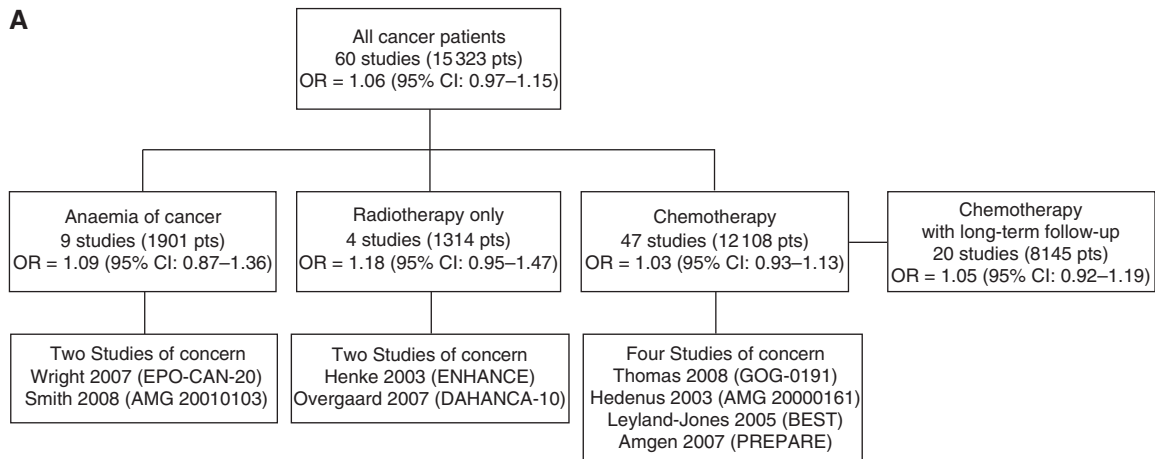 A
All cancer patients
60 studies (15 323 pts)
OR = 1.06 (95% CI: 0.97–1.15)
Anaemia of cancer
9 studies (1901 pts)
OR = 1.09 (95% CI: 0.87–1.36)
Radiotherapy only
4 studies (1314 pts)
OR = 1.18 (95% CI: 0.95–1.47)
Chemotherapy
47 studies (12 108 pts)
OR = 1.03 (95% CI: 0.93–1.13)
Chemotherapy
with long-term follow-up
20 studies (8145 pts)
OR = 1.05 (95% CI: 0.92–1.19)
Two Studies of concern
Wright 2007 (EPO-CAN-20)
Smith 2008 (AMG 20010103)
Two Studies of concern
Henke 2003 (ENHANCE)
Overgaard 2007 (DAHANCA-10)
Four Studies of concern
Thomas 2008 (GOG-0191)
Hedenus 2003 (AMG 20000161)
Leyland-Jones 2005 (BEST)
Amgen 2007 (PREPARE)